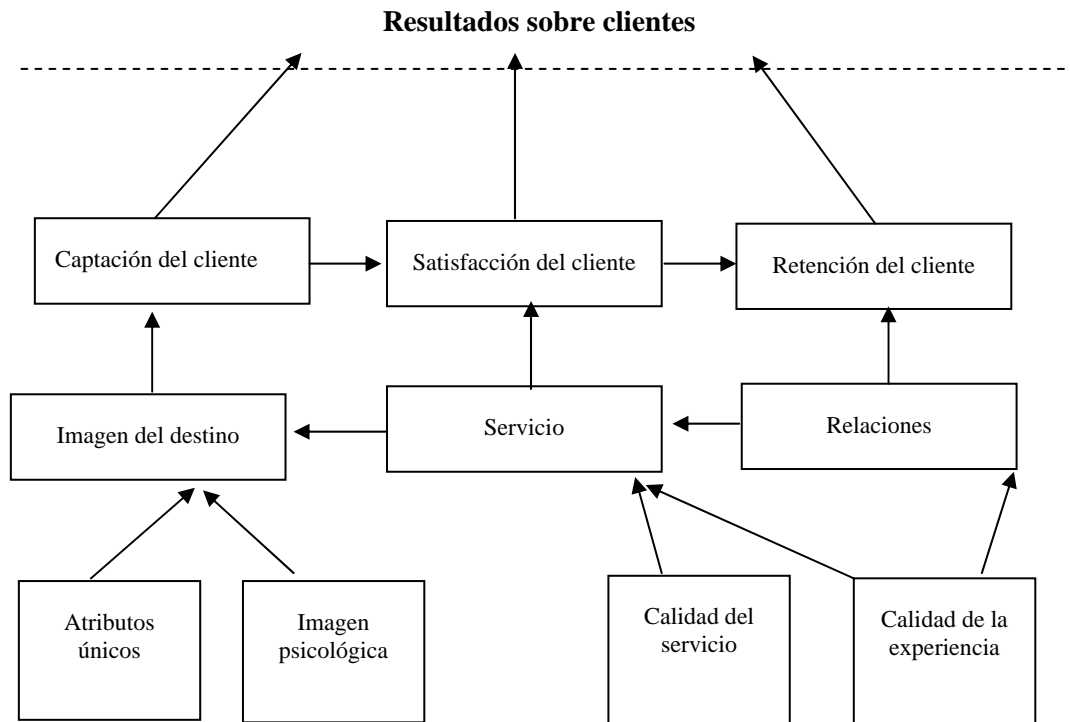 Resultados sobre clientes
Captación del cliente
Satisfacción del cliente
Retención del cliente
Imagen del destino
Servicio
Relaciones
Atributos
únicos
Imagen
psicológica
Calidad del
servicio
Calidad de la
experiencia